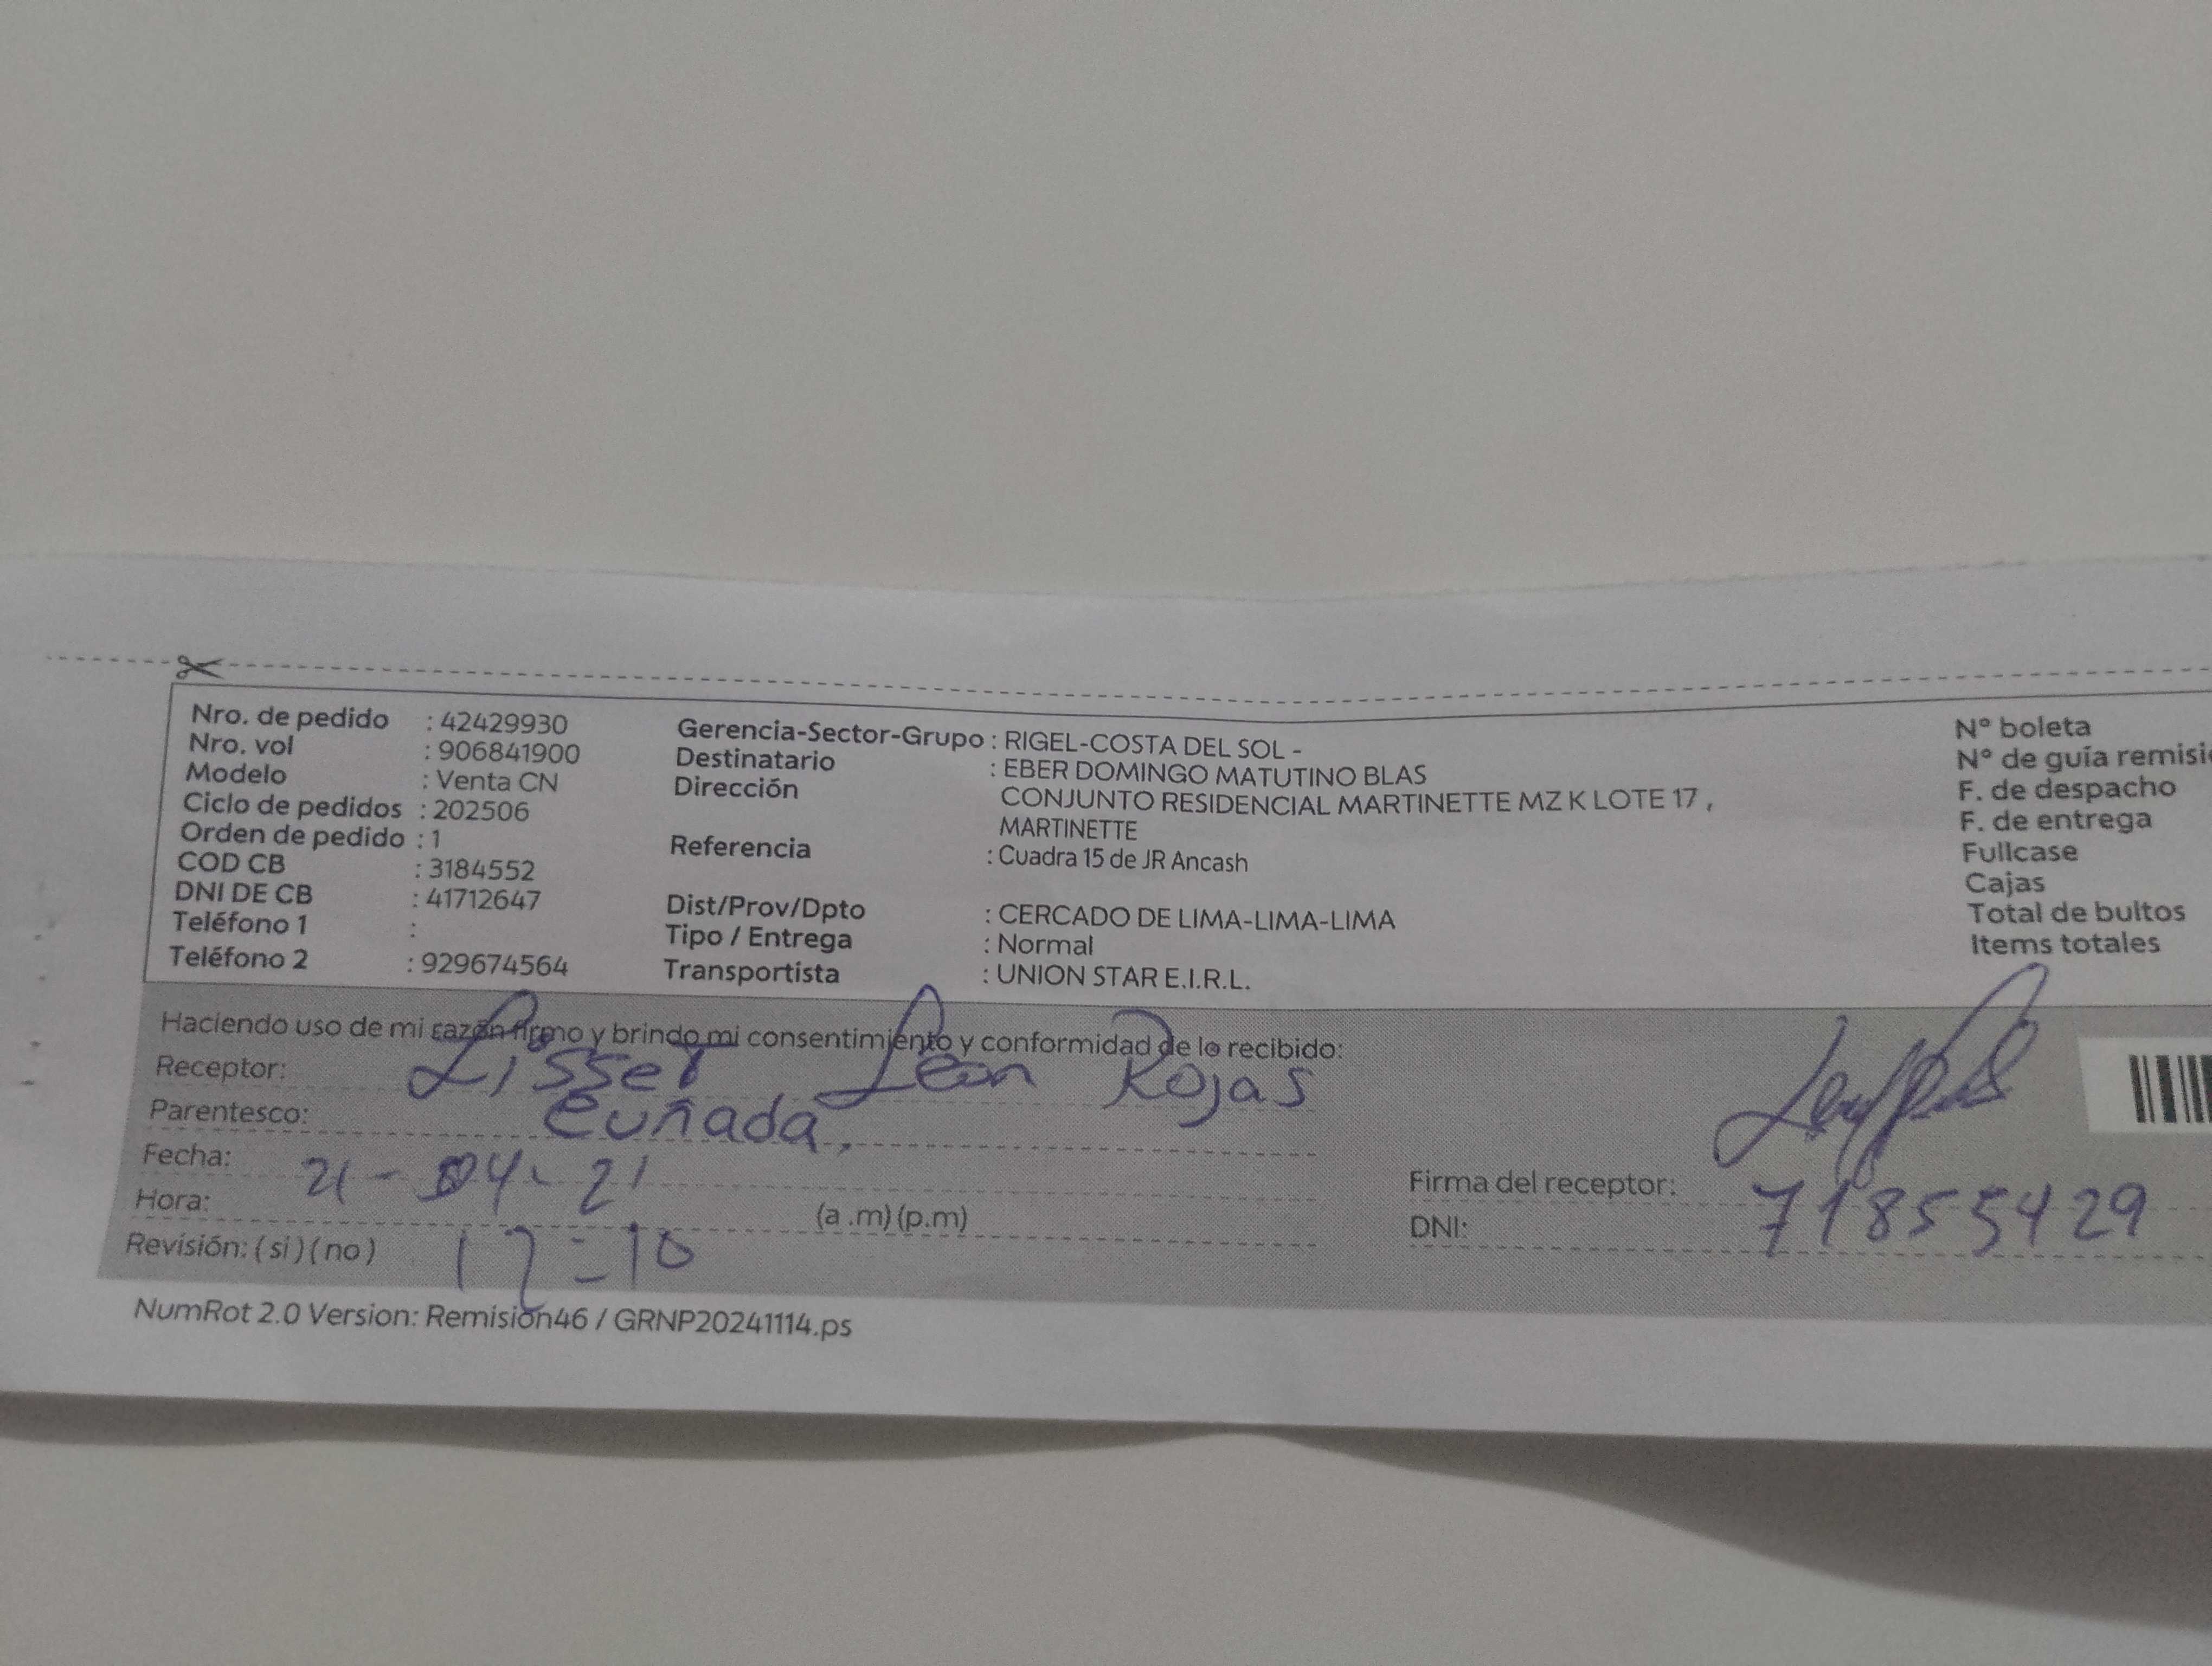 Nro. de pedido : 42429930
Nro. vol : 906841900
Modelo : Venta CN
Ciclo de pedidos : 202506
Orden de pedido : 1
COD CB : 3184552
DNI DE CB : 41712647
Teléfono 1 :
Teléfono 2 : 929674564
Gerencia-Sector-Grupo : RIGEL-COSTA DEL SOL -
Destinatario : EBER DOMINGO MATUTINO BLAS
Dirección CONJUNTO RESIDENCIAL MARTINETTE MZ K LOTE 17 ,
MARTINETTE
Referencia : Cuadra 15 de JR Ancash
Dist/Prov/Dpto : CERCADO DE LIMA-LIMA-LIMA
Tipo / Entrega : Normal
Transportista : UNION STAR E.I.R.L.
Nº boleta
Nº de guía remisi
F. de despacho
F. de entrega
Fullcase
Cajas
Total de bultos
Items totales
Haciendo uso de mi razón firmo y brindo mi consentimiento y conformidad de lo recibido:
Receptor: Lisset Leon Rojas
Parentesco: cuñada.
Fecha: 21-04-21
Hora: 17=10 (a .m) (p.m)
Revisión: (si) (no)
Firma del receptor:
DNI: 71855429
NumRot 2.0 Version: Remisión46 / GRNP20241114.ps